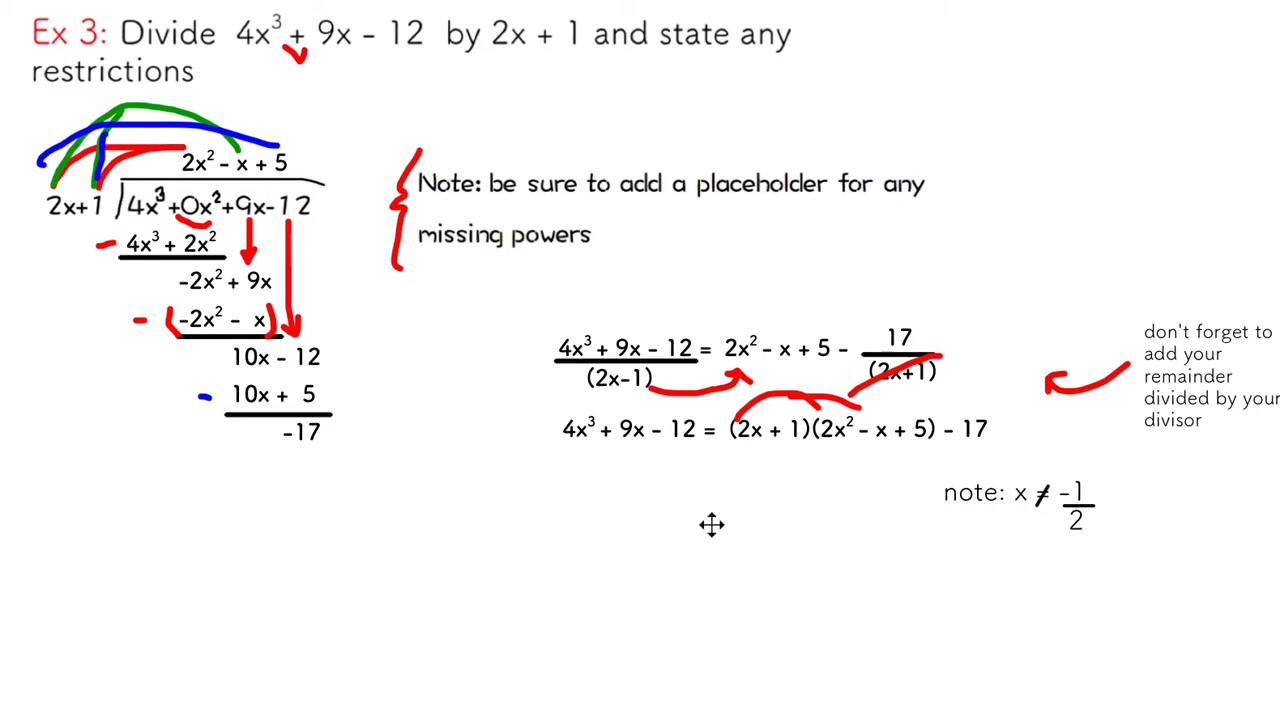 Ex 3: Divide 4x³ + 9x - 12 by 2x + 1 and state any
restrictions
2x² - x + 5
2x+1 4x³+0x²+9x-12
- 4x³ + 2x²
-2x² + 9x
- (-2x² - x)
10x - 12
- 10x + 5
-17
Note: be sure to add a placeholder for any
missing powers
4x³ + 9x - 12 = 2x² - x + 5 - 17
(2x-1) (2x+1)
4x³ + 9x - 12 = (2x + 1)(2x² - x + 5) - 17
don't forget to
add your
remainder
divided by your
divisor
note: x ≠ -1
2